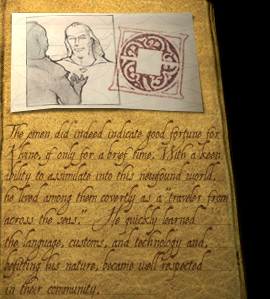 The omen did indeed indicate good fortune for
if only for a brief time. With a keen
ability to assimilate into this newfound world,
he lived among them covertly as a "traveler from
across the seas." He quickly learned
the language, customs, and technology and,
befitting his nature, became well respected
in their community.